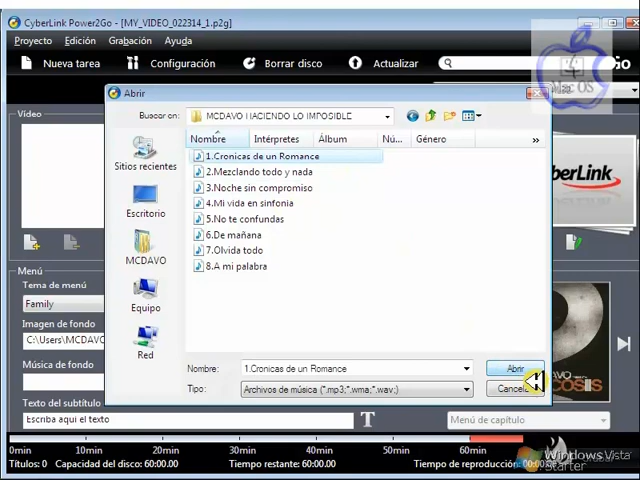 CyberLink Power2Go - [MY_VIDEO_022314_1.p2g]
Proyecto Edición Grabación Ayuda
Nueva tarea Configuración Borrar disco Actualizar
Mac OS
Go
Abrir
Buscar en: MCDAVO HACIENDO LO IMPOSIBLE
Vídeo
Nombre Intérpretes Álbum Nú... Género »
Sitios recientes
Escritorio
MCDAVO
Equipo
Red
1.Cronicas de un Romance
2.Mezclando todo y nada
3.Noche sin compromiso
4.Mi vida en sinfonia
5.No te confundas
6.De mañana
7.Olvida todo
8.A mi palabra
yberLink
Menú
Tema de menú
Family
Imagen de fondo
C:\Users\MCDAVO
Música de fondo
Nombre: 1.Cronicas de un Romance Abrir
Tipo: Archivos de música (*.mp3;*.wma;*.wav;) Cancelar
Texto del subtítulo
Escriba aquí el texto T Menú de capítulo
0min 10min 20min 30min 40min 50min 60min
Títulos: 0 Capacidad del disco: 60:00.00 Tiempo restante: 60:00.00 Tiempo de reproducción: 00:00
Windows Vista
Starter